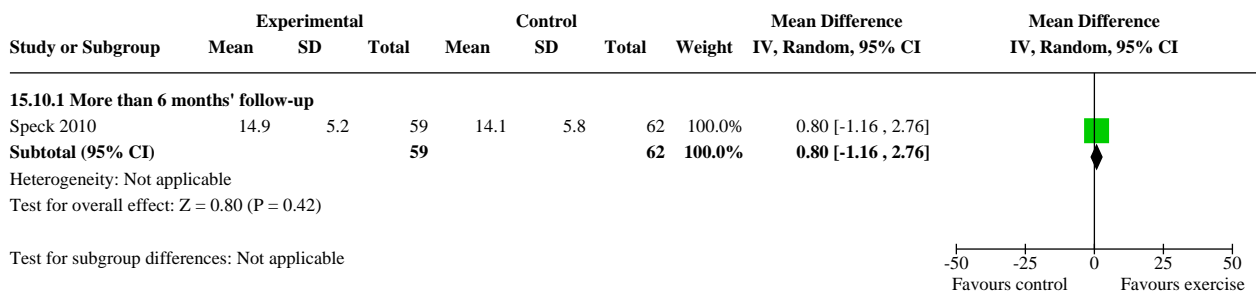 Experimental Control Mean Difference Mean Difference
Study or Subgroup Mean SD Total Mean SD Total Weight IV, Random, 95% CI IV, Random, 95% CI
15.10.1 More than 6 months' follow-up
Speck 2010 14.9 5.2 59 14.1 5.8 62 100.0% 0.80 [-1.16 , 2.76]
Subtotal (95% CI) 59 62 100.0% 0.80 [-1.16 , 2.76]
Heterogeneity: Not applicable
Test for overall effect: Z = 0.80 (P = 0.42)
Test for subgroup differences: Not applicable
-50 -25 0 25 50
Favours control Favours exercise